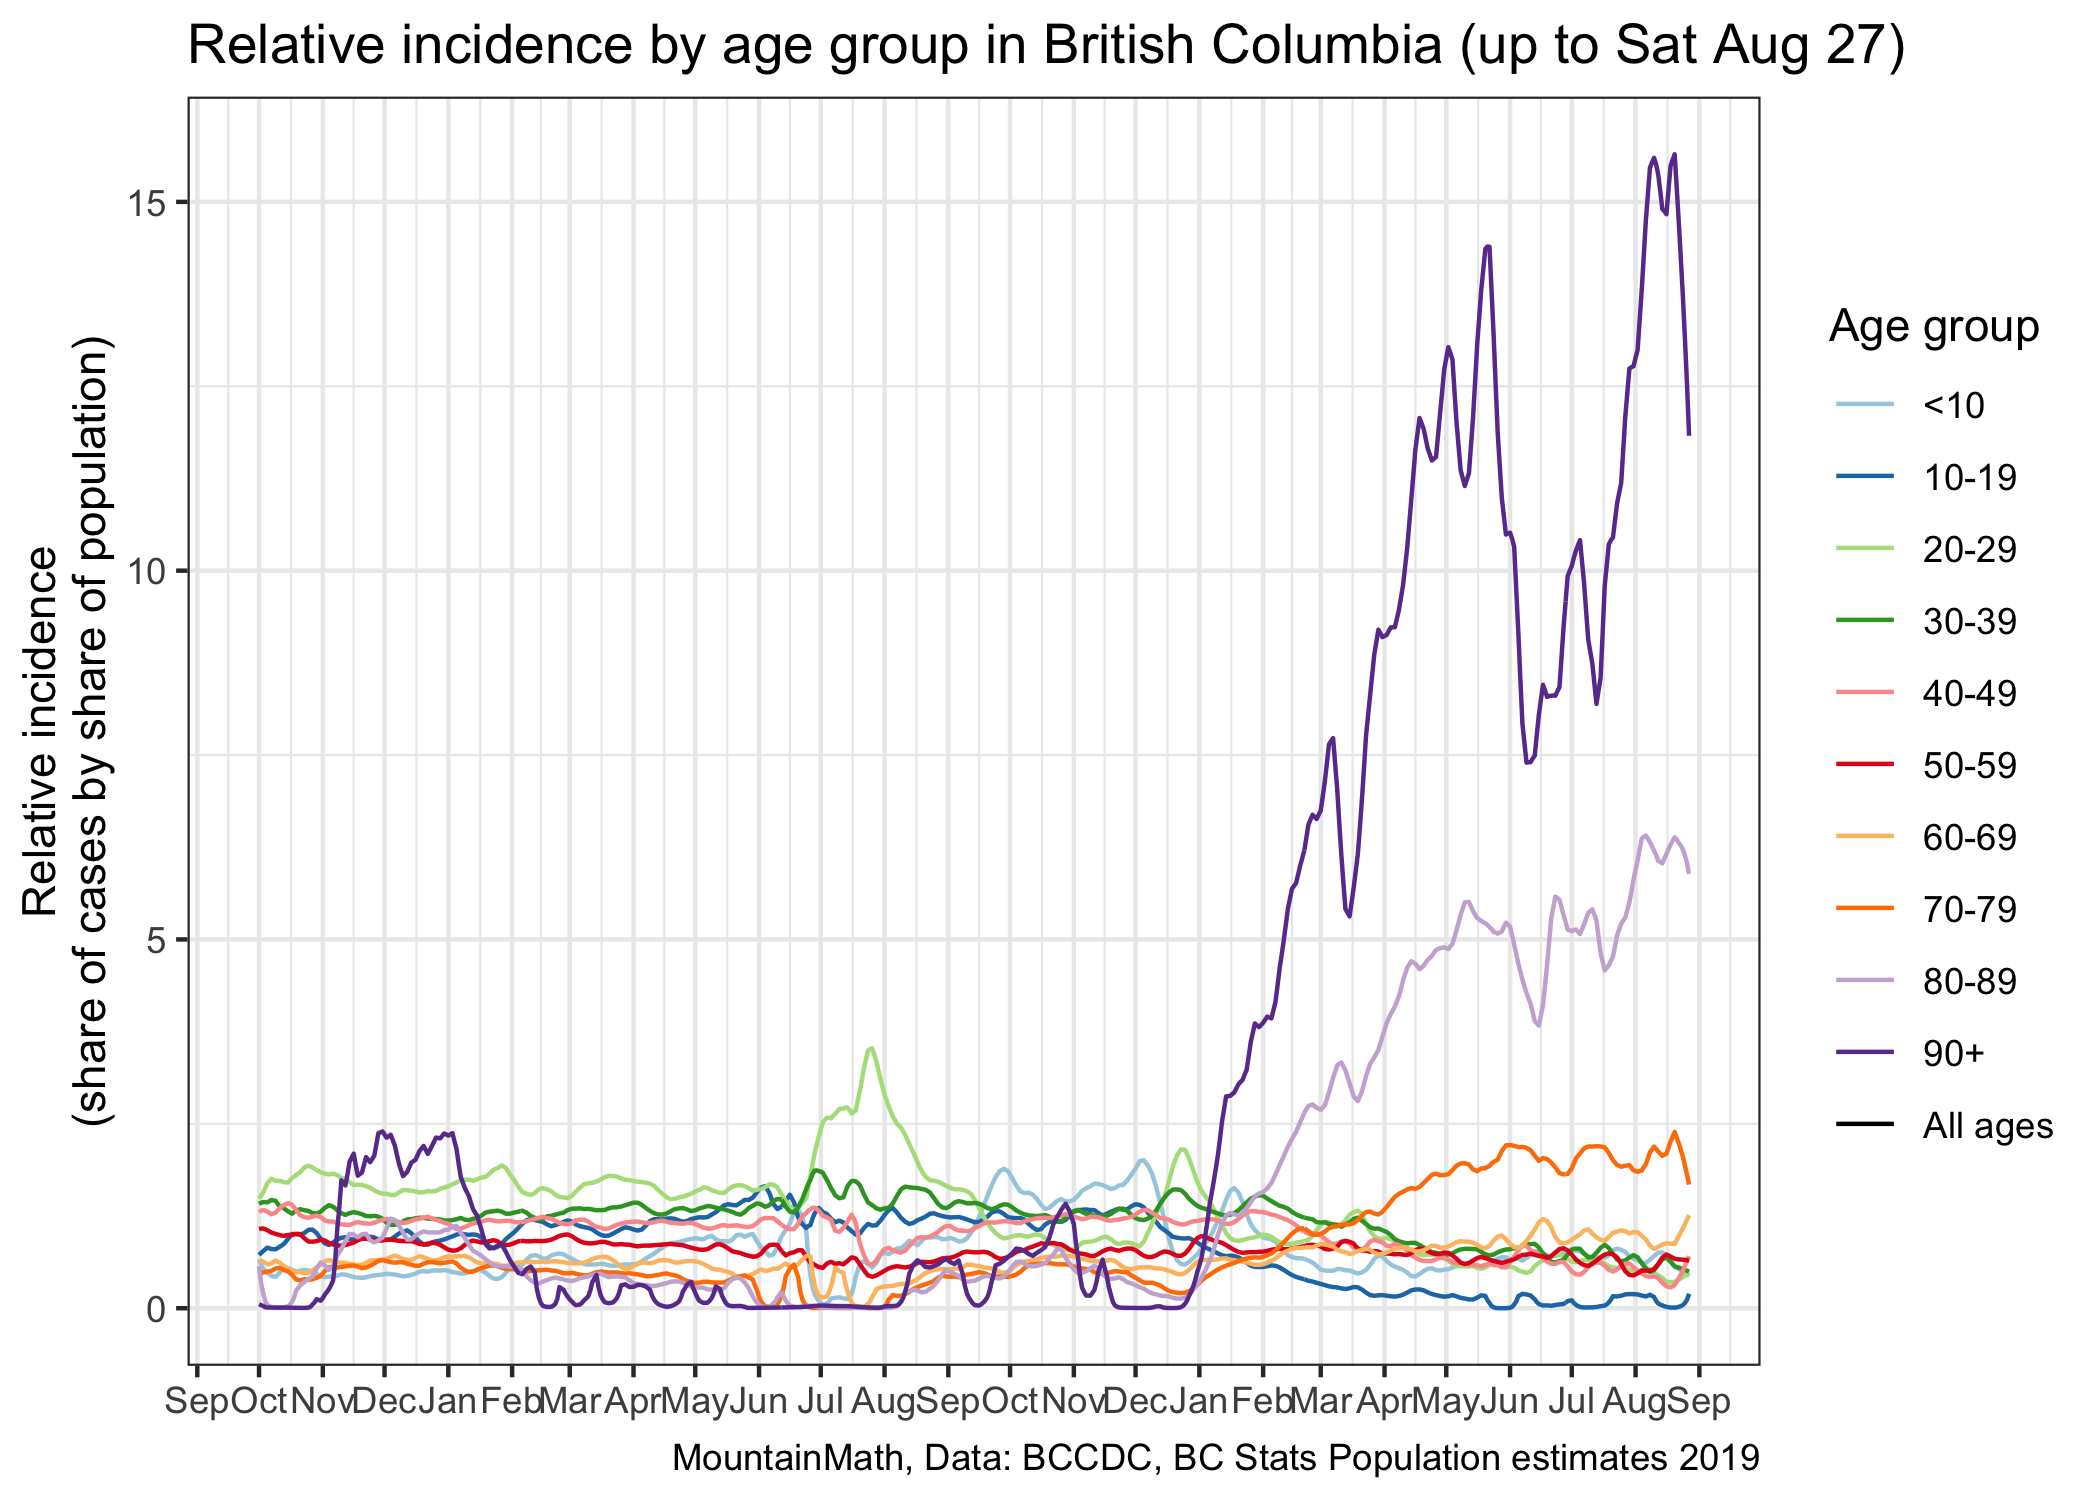 Relative incidence by age group in British Columbia (up to Sat Aug 27)
Relative incidence
(share of cases by share of population)
15
10
5
0
Sep Oct Nov Dec Jan Feb Mar Apr May Jun Jul Aug Sep Oct Nov Dec Jan Feb Mar Apr May Jun Jul Aug Sep
Age group
<10
10-19
20-29
30-39
40-49
50-59
60-69
70-79
80-89
90+
All ages
MountainMath, Data: BCCDC, BC Stats Population estimates 2019